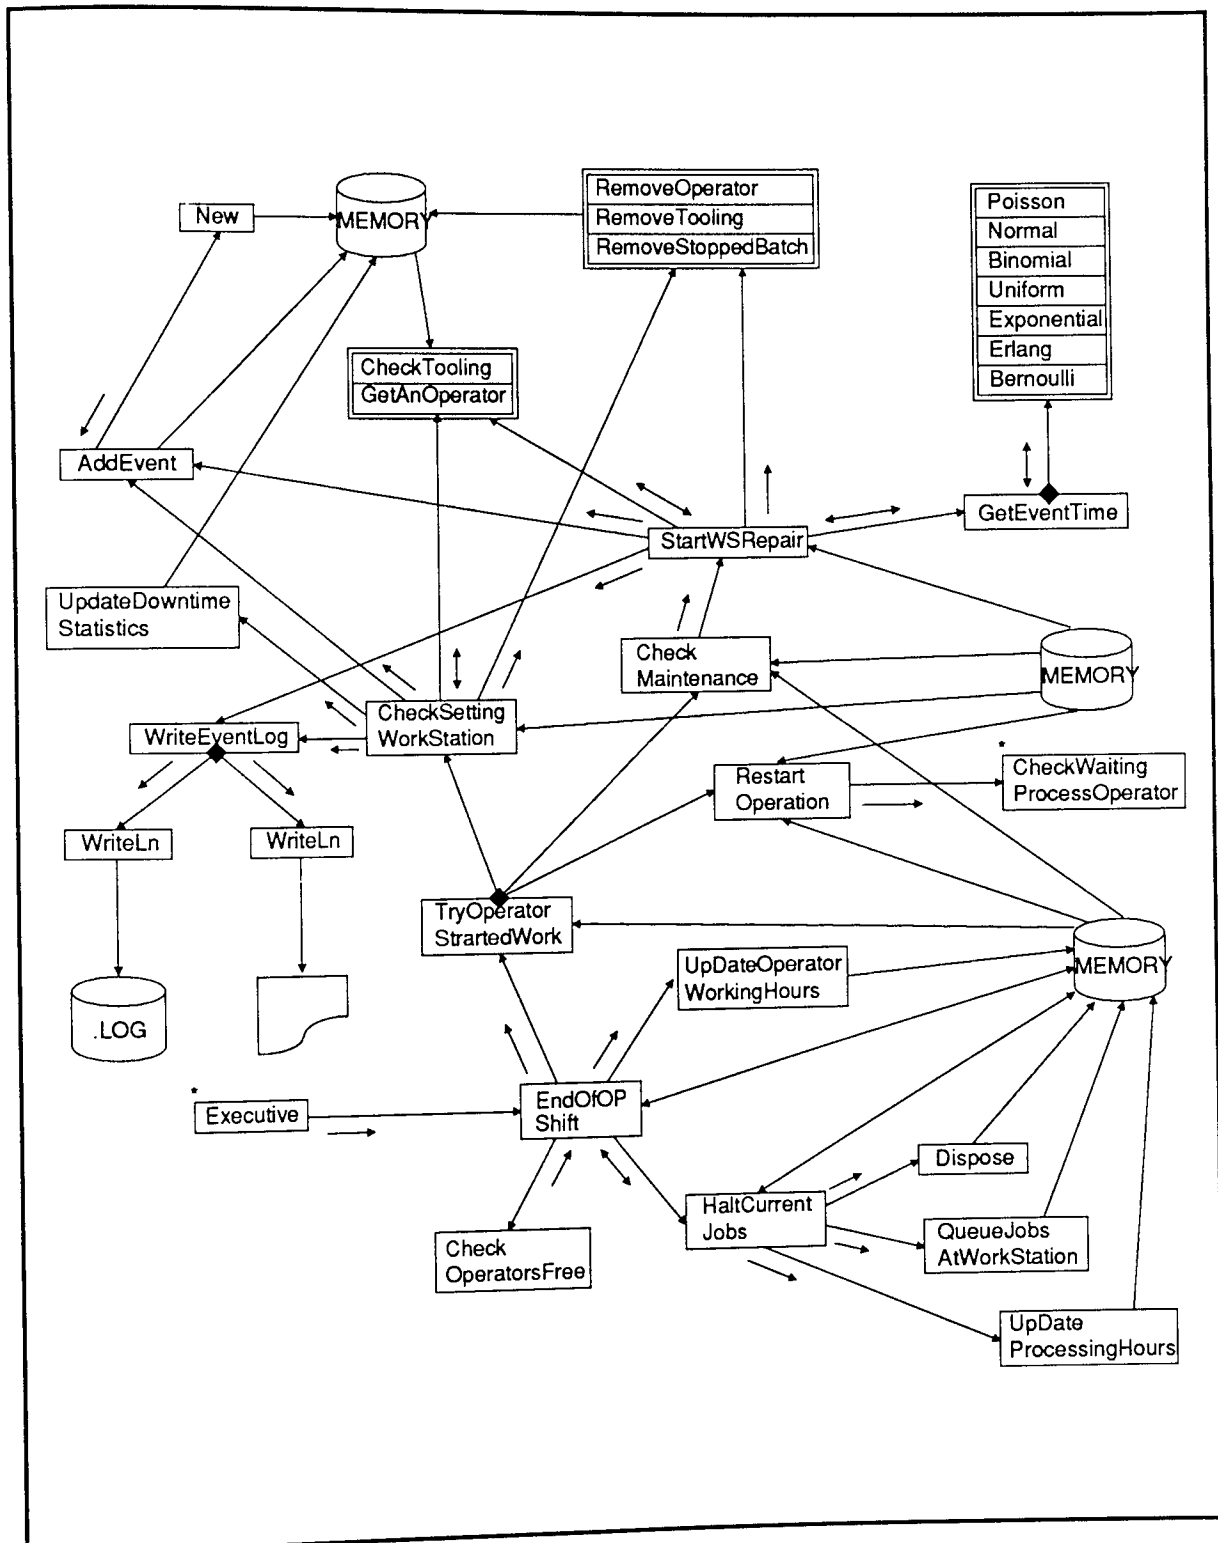 New
MEMORY
RemoveOperator
RemoveTooling
RemoveStoppedBatch
Poisson
Normal
Binomial
Uniform
Exponential
Erlang
Bernoulli
CheckTooling
GetAnOperator
AddEvent
GetEventTime
StartWSRepair
UpdateDowntime
Statistics
Check
Maintenance
MEMORY
CheckSetting
WorkStation
WriteEventLog
Restart
Operation
*
CheckWaiting
ProcessOperator
WriteLn
WriteLn
TryOperator
StrartedWork
UpDateOperator
WorkingHours
MEMORY
.LOG
*
Executive
EndOfOP
Shift
Dispose
HaltCurrent
Jobs
QueueJobs
AtWorkStation
Check
OperatorsFree
UpDate
ProcessingHours